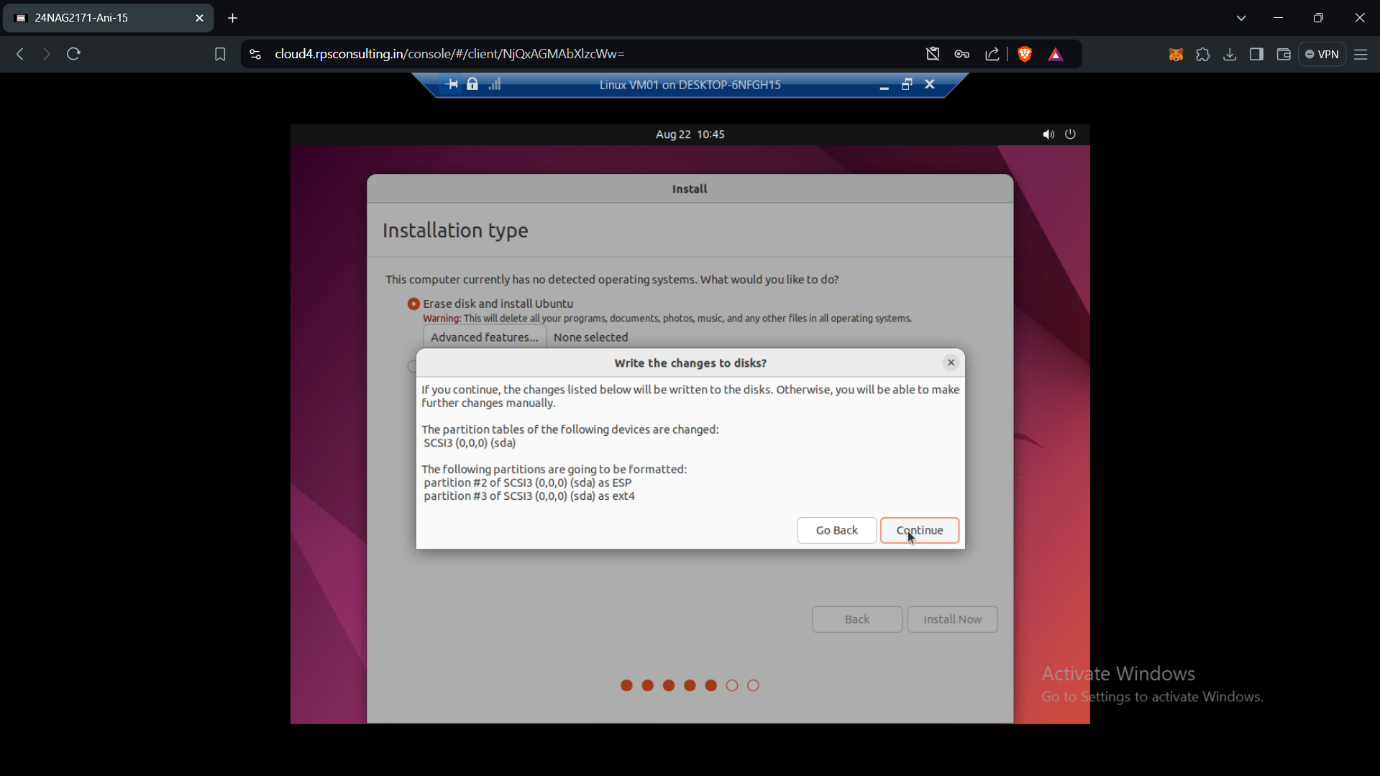 24NAG2171-Ani-15
cloud4.rpsconsulting.in/console/#/client/NjQxAGMAbXlzcWw=
VPN
Linux VM01 on DESKTOP-6NFGH15
Aug 22 10:45
Install
Installation type
This computer currently has no detected operating systems. What would you like to do?
Erase disk and install Ubuntu
Warning: This will delete all your programs, documents, photos, music, and any other files in all operating systems.
Advanced features... None selected
Write the changes to disks?
If you continue, the changes listed below will be written to the disks. Otherwise, you will be able to make
further changes manually.
The partition tables of the following devices are changed:
SCSI3 (0,0,0) (sda)
The following partitions are going to be formatted:
partition #2 of SCSI3 (0,0,0) (sda) as ESP
partition #3 of SCSI3 (0,0,0) (sda) as ext4
Go Back Continue
Back Install Now
Activate Windows
Go to Settings to activate Windows.